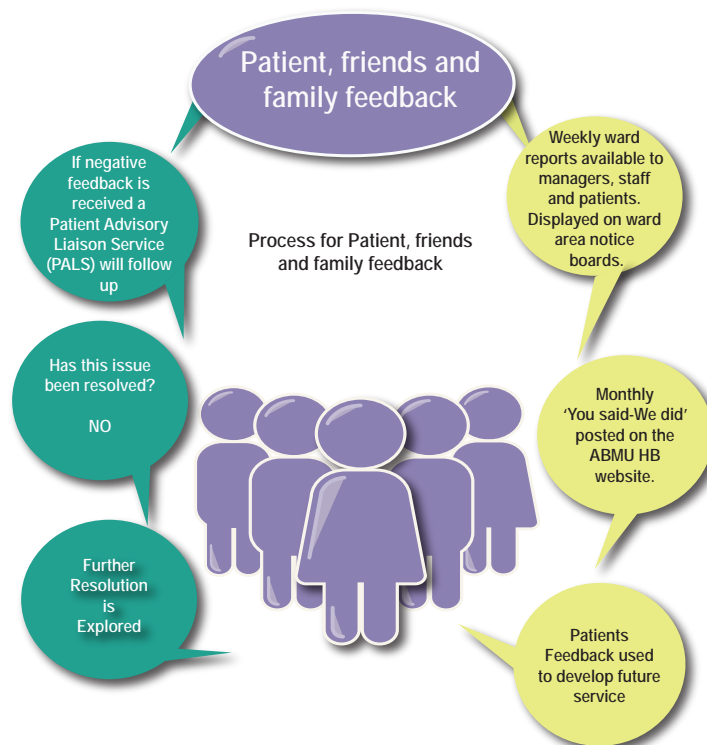 Patient, friends and
family feedback
If negative
feedback is
received a
Patient Advisory
Liaison Service
(PALS) will follow
up
Weekly ward
reports available to
managers, staff
and patients.
Displayed on ward
area notice
boards.
Process for Patient, friends
and family feedback
Has this issue
been resolved?
NO
Monthly
'You said-We did'
posted on the
ABMU HB
website.
Further
Resolution
is
Explored
Patients
Feedback used
to develop future
service